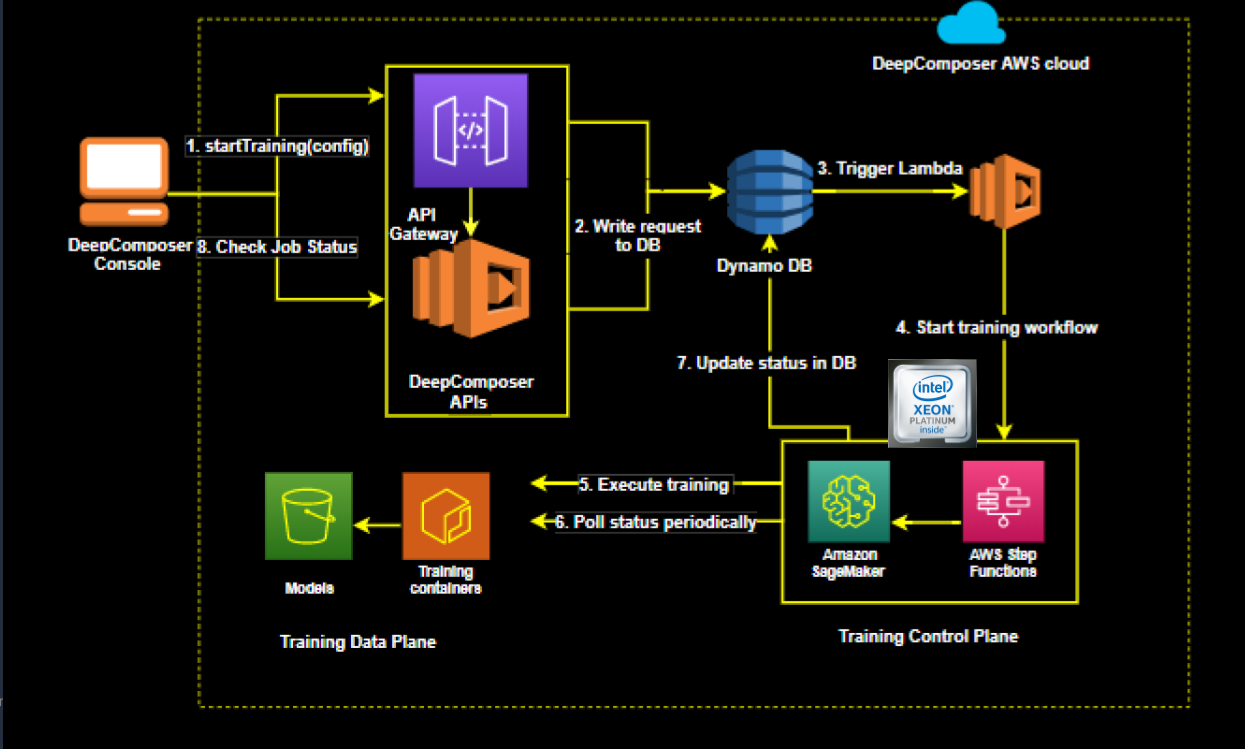 DeepComposer AWS cloud
1. startTraining(config)
</>
API
Gateway
3. Trigger Lambda
2. Write request
to DB
DeepComposer
Console
8. Check Job Status
Dynamo DB
4. Start training workflow
7. Update status in DB
DeepComposer
APIs
intel
XEON
PLATINUM
inside
5. Execute training
6. Poll status periodically
Amazon
SageMaker
AWS Step
Functions
Models
Training
containers
Training Data Plane
Training Control Plane